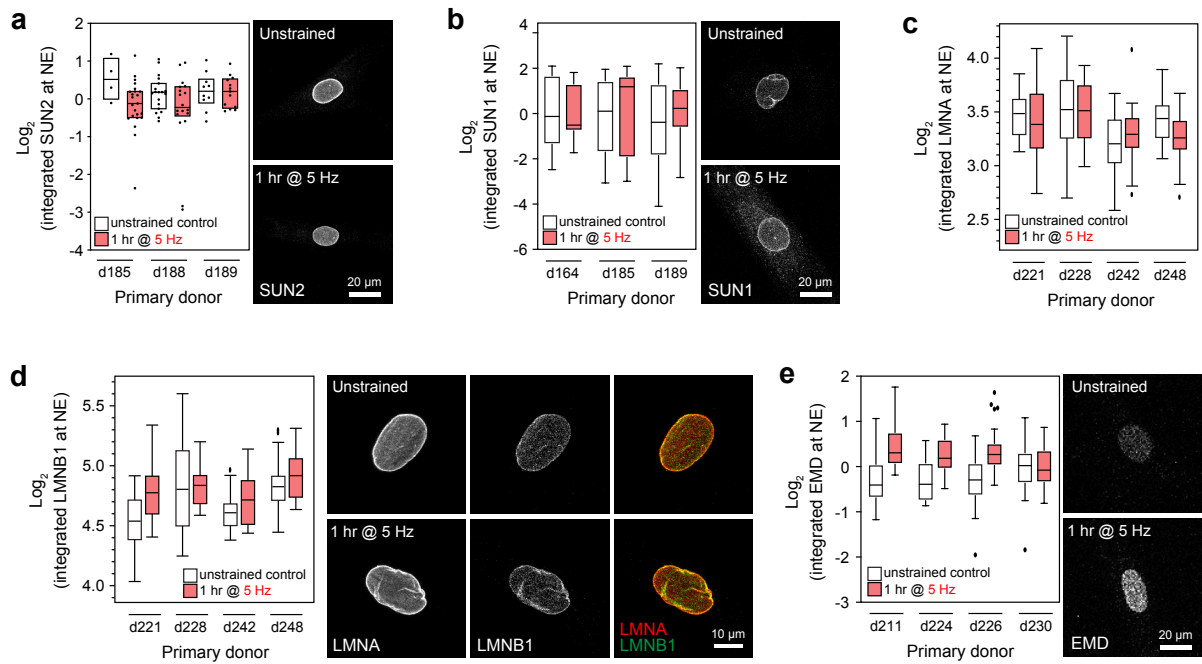 a
Log2
(integrated SUN2 at NE)
2
1
0
1
-2
-3
-4
unstrained control
1 hr @ 5 Hz
d185
d188
d189
Primary donor
Unstrained
1 hr @ 5 Hz
SUN2
20 µm
b
Log2
(integrated SUN1 at NE)
4
2
0
-2
-4
-6
unstrained control
1 hr @ 5 Hz
d164
d185
d189
Primary donor
Unstrained
1 hr @ 5 Hz
SUN1
20 µm
c
Log2
(integrated LMNA at NE)
4.0
3.5
3.0
2.5
unstrained control
1 hr @ 5 Hz
d221
d228
d242
d248
Primary donor
d
Log2
(integrated LMNB1 at NE)
5.5
5.0
4.5
4.0
unstrained control
1 hr @ 5 Hz
d221
d228
d242
d248
Primary donor
Unstrained
1 hr @ 5 Hz
LMNA
LMNB1
LMNA
LMNB1
10 µm
e
Log2
(integrated EMD at NE)
2
1
0
-1
-2
-3
unstrained control
1 hr @ 5 Hz
d211
d224
d226
d230
Primary donor
Unstrained
1 hr @ 5 Hz
EMD
20 µm